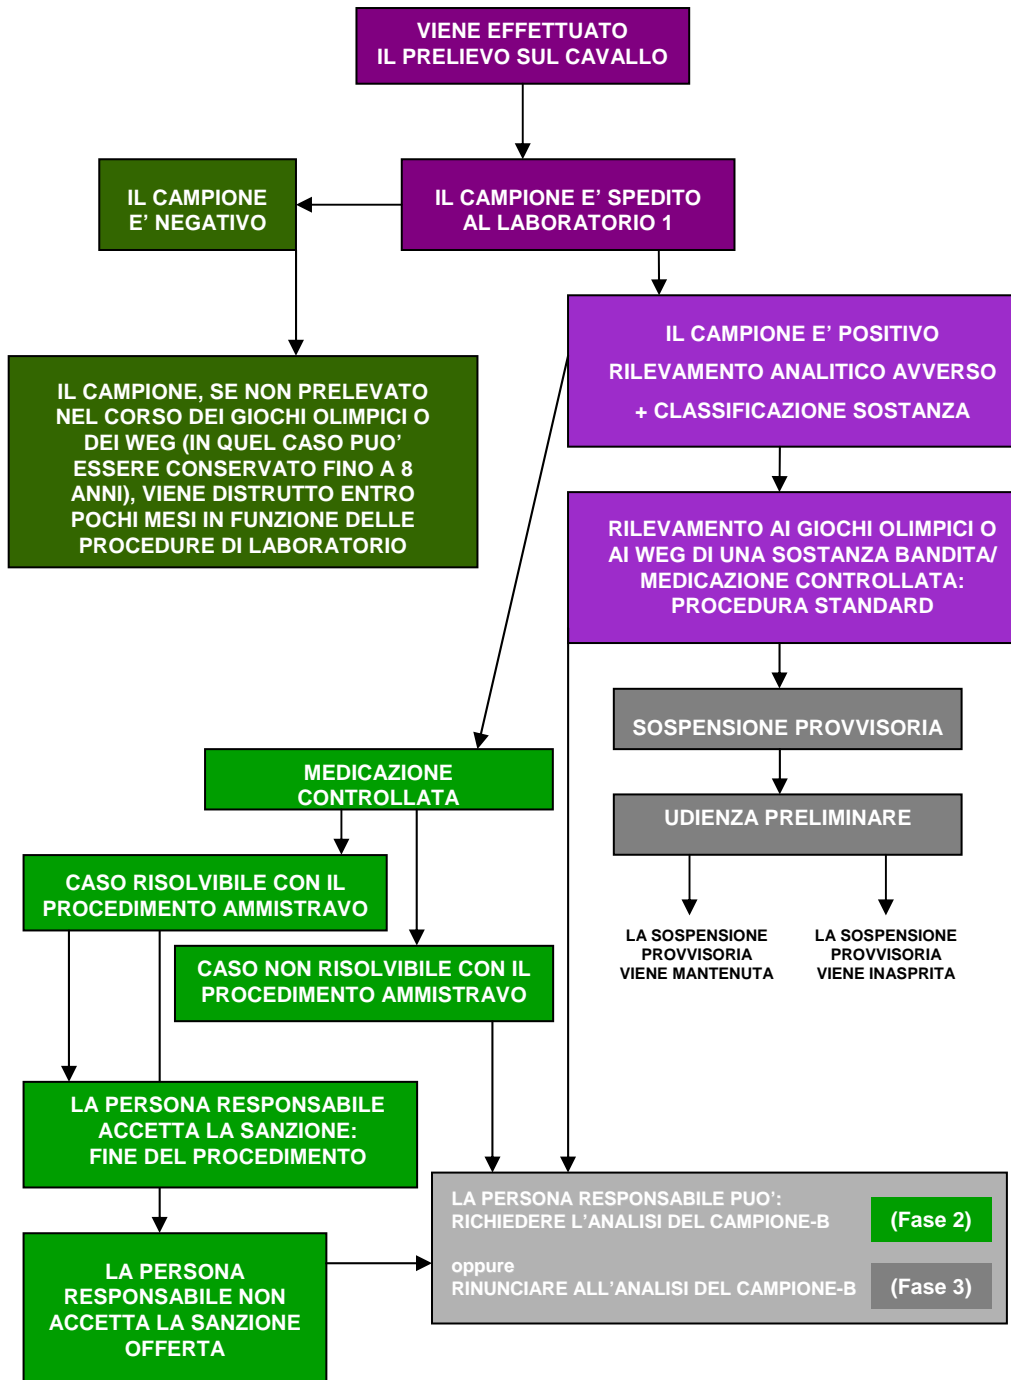 VIENE EFFETTUATO
IL PRELIEVO SUL CAVALLO
IL CAMPIONE
E’ NEGATIVO
IL CAMPIONE E’ SPEDITO
AL LABORATORIO 1
IL CAMPIONE E’ POSITIVO
RILEVAMENTO ANALITICO AVVERSO
+ CLASSIFICAZIONE SOSTANZA
IL CAMPIONE, SE NON PRELEVATO
NEL CORSO DEI GIOCHI OLIMPICI O
DEI WEG (IN QUEL CASO PUO’
ESSERE CONSERVATO FINO A 8
ANNI), VIENE DISTRUTTO ENTRO
POCHI MESI IN FUNZIONE DELLE
PROCEDURE DI LABORATORIO
RILEVAMENTO AI GIOCHI OLIMPICI O
AI WEG DI UNA SOSTANZA BANDITA/
MEDICAZIONE CONTROLLATA:
PROCEDURA STANDARD
SOSPENSIONE PROVVISORIA
MEDICAZIONE
CONTROLLATA
UDIENZA PRELIMINARE
CASO RISOLVIBILE CON IL
PROCEDIMENTO AMMISTRAVO
LA SOSPENSIONE
PROVVISORIA
VIENE MANTENUTA
LA SOSPENSIONE
PROVVISORIA
VIENE INASPRITA
CASO NON RISOLVIBILE CON IL
PROCEDIMENTO AMMISTRAVO
LA PERSONA RESPONSABILE
ACCETTA LA SANZIONE:
FINE DEL PROCEDIMENTO
LA PERSONA RESPONSABILE PUO’:
RICHIEDERE L’ANALISI DEL CAMPIONE-B
(Fase 2)
oppure
RINUNCIARE ALL’ANALISI DEL CAMPIONE-B
(Fase 3)
LA PERSONA
RESPONSABILE NON
ACCETTA LA SANZIONE
OFFERTA